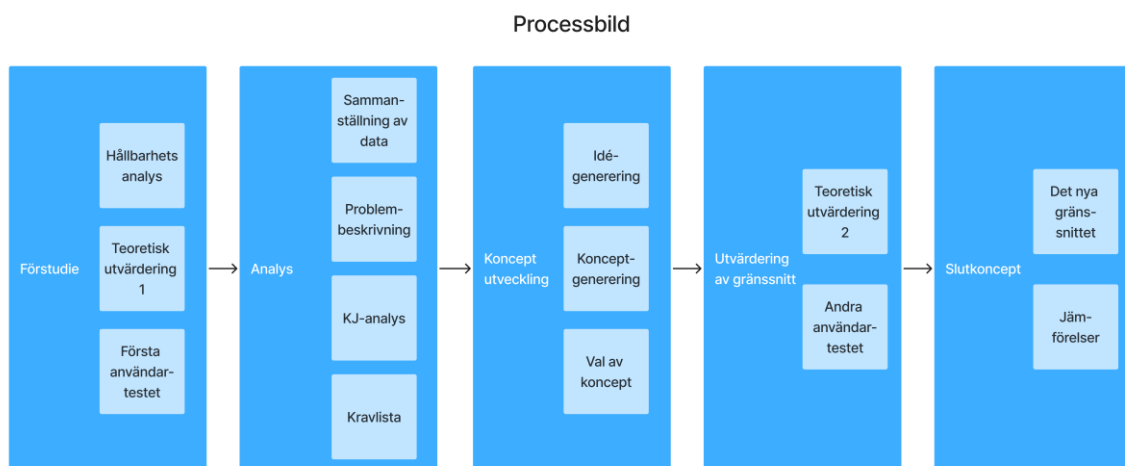 Processbild
Förstudie
Hållbarhets
analys
Teoretisk
utvärdering
1
Första
användar-
testet
Analys
Samman-
ställning av
data
Problem-
beskrivning
KJ-analys
Kravlista
Koncept
utveckling
Idé-
generering
Koncept-
generering
Val av
koncept
Utvärdering
av gränssnitt
Teoretisk
utvärdering
2
Andra
användar-
testet
Slutkoncept
Det nya
gräns-
snittet
Jäm-
förelser